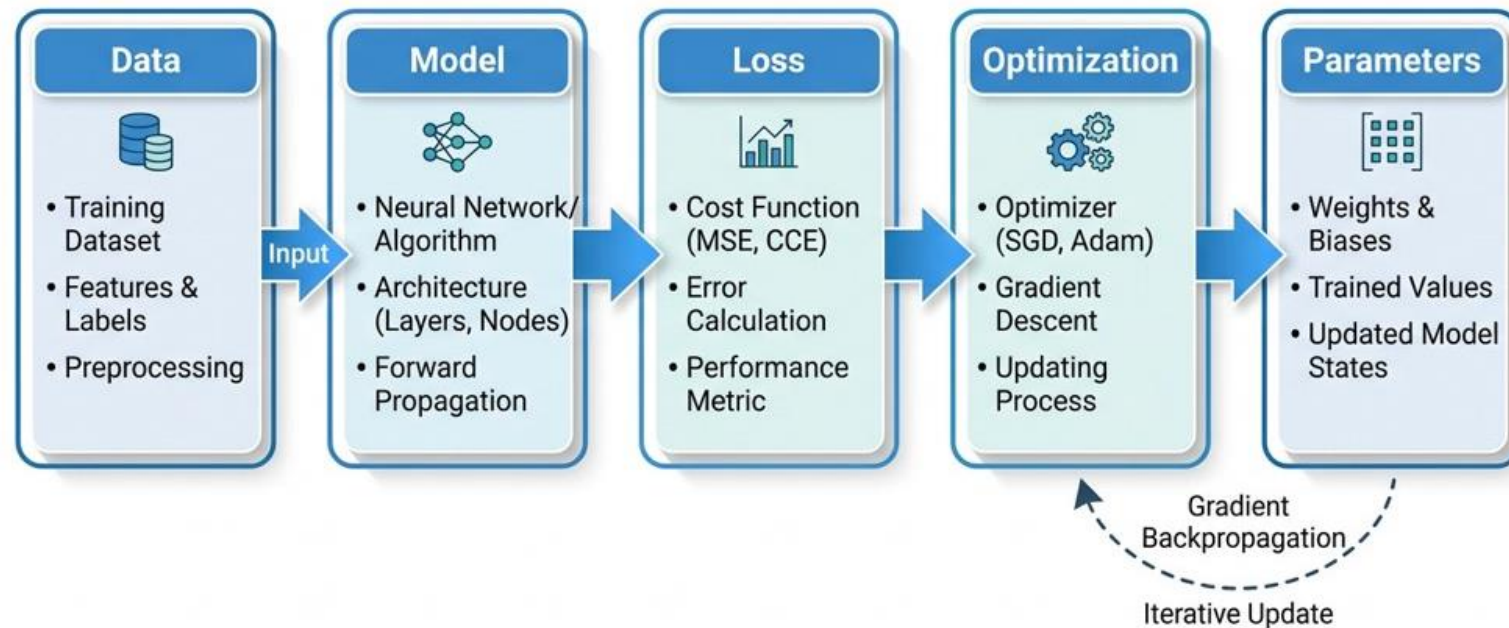 Data
• Training
Dataset
• Features &
Labels
• Preprocessing
Input
Model
• Neural Network/
Algorithm
• Architecture
(Layers, Nodes)
• Forward
Propagation
Loss
• Cost Function
(MSE, CCE)
• Error
Calculation
• Performance
Metric
Optimization
• Optimizer
(SGD, Adam)
• Gradient
Descent
• Updating
Process
Parameters
• Weights &
Biases
• Trained Values
• Updated Model
States
Gradient
Backpropagation
Iterative Update